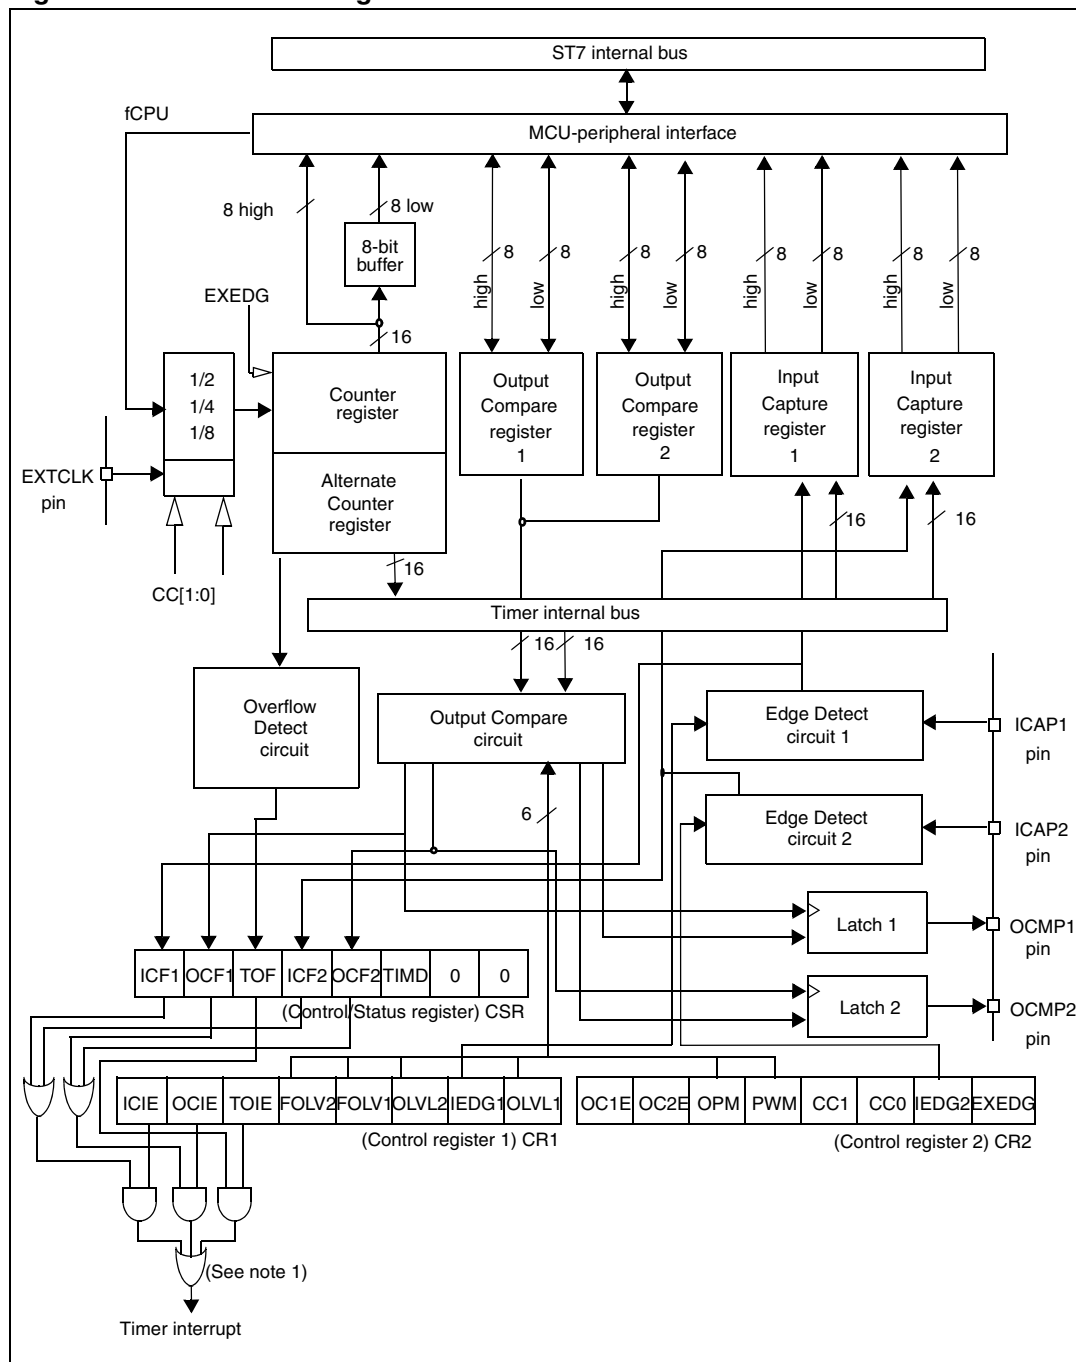 ST7 internal bus
fCPU
MCU-peripheral interface
8 high
8 low
8-bit
buffer
high
8
low
8
high
8
low
8
high
8
low
8
high
8
low
8
EXEDG
16
1/2
1/4
1/8
Counter
register
Output
Compare
register
1
Output
Compare
register
2
Input
Capture
register
1
Input
Capture
register
2
EXTCLK
pin
Alternate
Counter
register
16
16
16
CC[1:0]
Timer internal bus
16
16
Overflow
Detect
circuit
Output Compare
circuit
Edge Detect
circuit 1
ICAP1
pin
6
Edge Detect
circuit 2
ICAP2
pin
Latch 1
OCMP1
pin
ICF1 OCF1 TOF ICF2 OCF2 TIMD 0 0
(Control/Status register) CSR
Latch 2
OCMP2
pin
ICIE OCIE TOIE FOLV2 FOLV1 OLVL2 IEDG1 OLVL1
(Control register 1) CR1
OC1E OC2E OPM PWM CC1 CC0 IEDG2 EXEDG
(Control register 2) CR2
(See note 1)
Timer interrupt